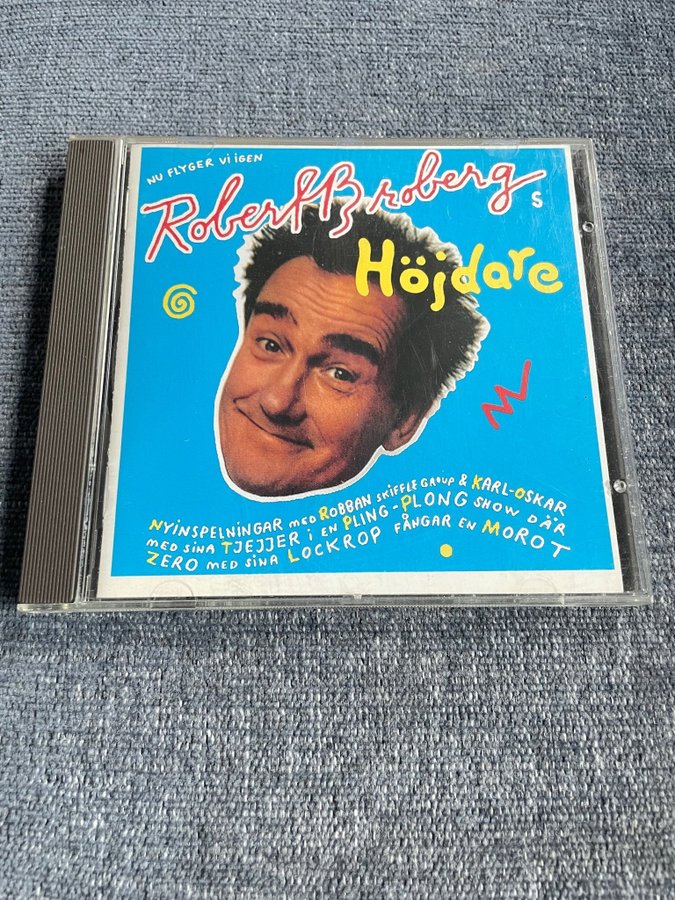 NU FLYGER VI IGEN
Robert Broberg
s
Höjdare
NYINSPELNINGAR MED ROBBAN SKIFFLE GROUP & KARL-OSKAR
MED SINA TJEJJER I EN PLING-PLONG SHOW DÄR
ZERO MED SINA LOCKROP FÅNGAR EN MOROT